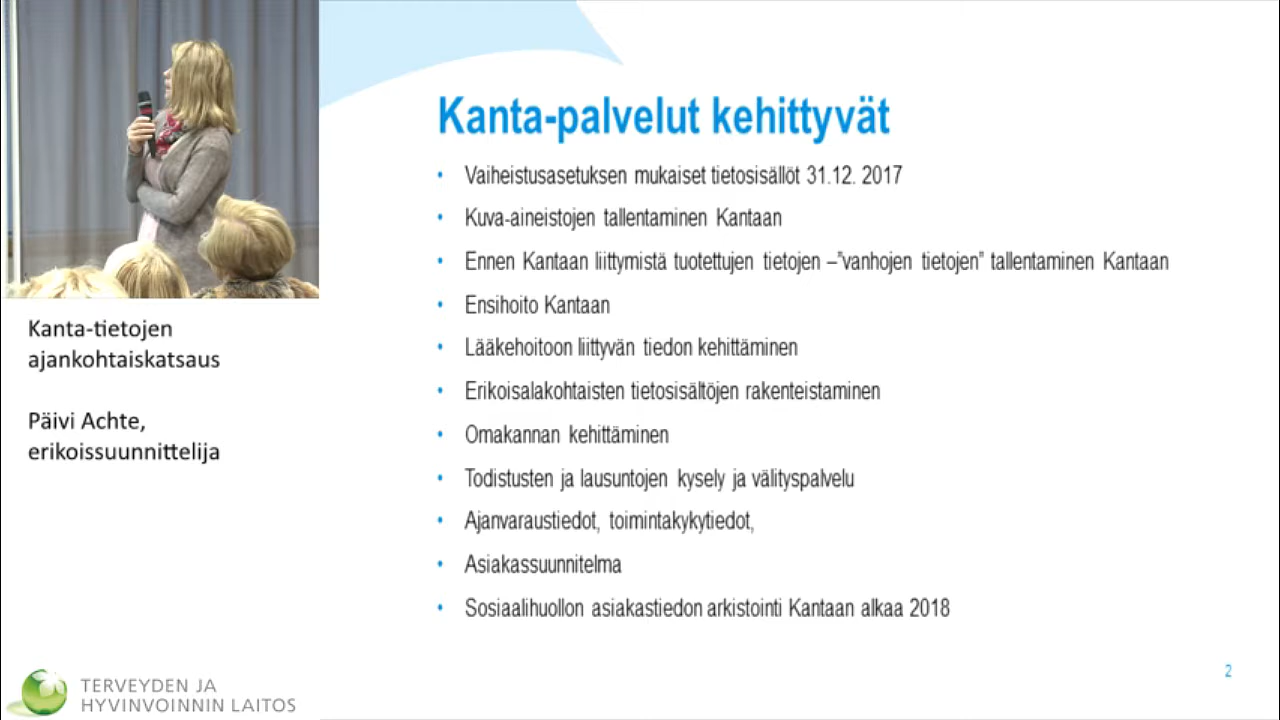 Kanta-palvelut kehittyvät
• Vaiheistusasetuksen mukaiset tietosisällöt 31.12. 2017
• Kuva-aineistojen tallentaminen Kantaan
• Ennen Kantaan liittymistä tuotettujen tietojen –”vanhojen tietojen” tallentaminen Kantaan
• Ensihoito Kantaan
• Lääkehoitoon liittyvän tiedon kehittäminen
• Erikoisalakohtaisten tietosisältöjen rakenteistaminen
• Omakannan kehittäminen
• Todistusten ja lausuntojen kysely ja välityspalvelu
• Ajanvaraustiedot, toimintakykytiedot,
• Asiakassuunnitelma
• Sosiaalihuollon asiakastiedon arkistointi Kantaan alkaa 2018
2
Kanta-tietojen
ajankohtaiskatsaus
Päivi Achte,
erikoissuunnittelija
TERVEYDEN JA
HYVINVOINNIN LAITOS